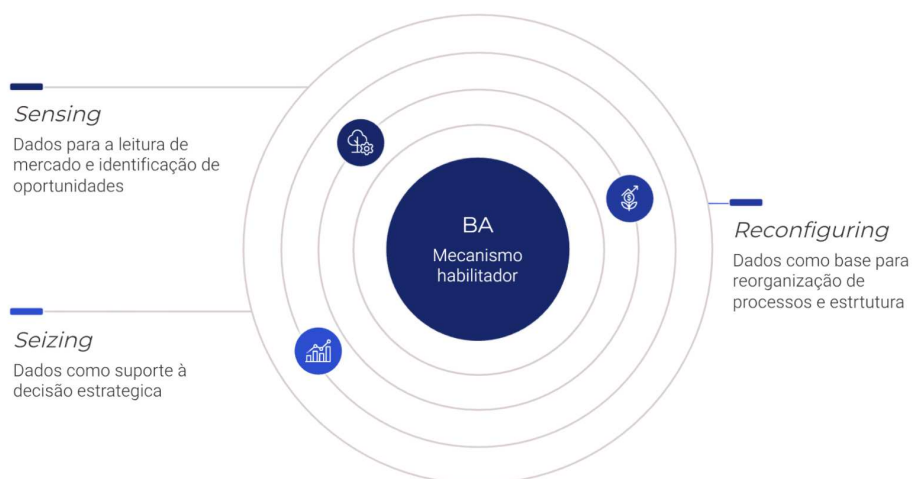 Sensing
Dados para a leitura de
mercado e identificação de
oportunidades
BA
Mecanismo
habilitador
Reconfiguring
Dados como base para
reorganização de
processos e estrtutura
Seizing
Dados como suporte à
decisão estrategica